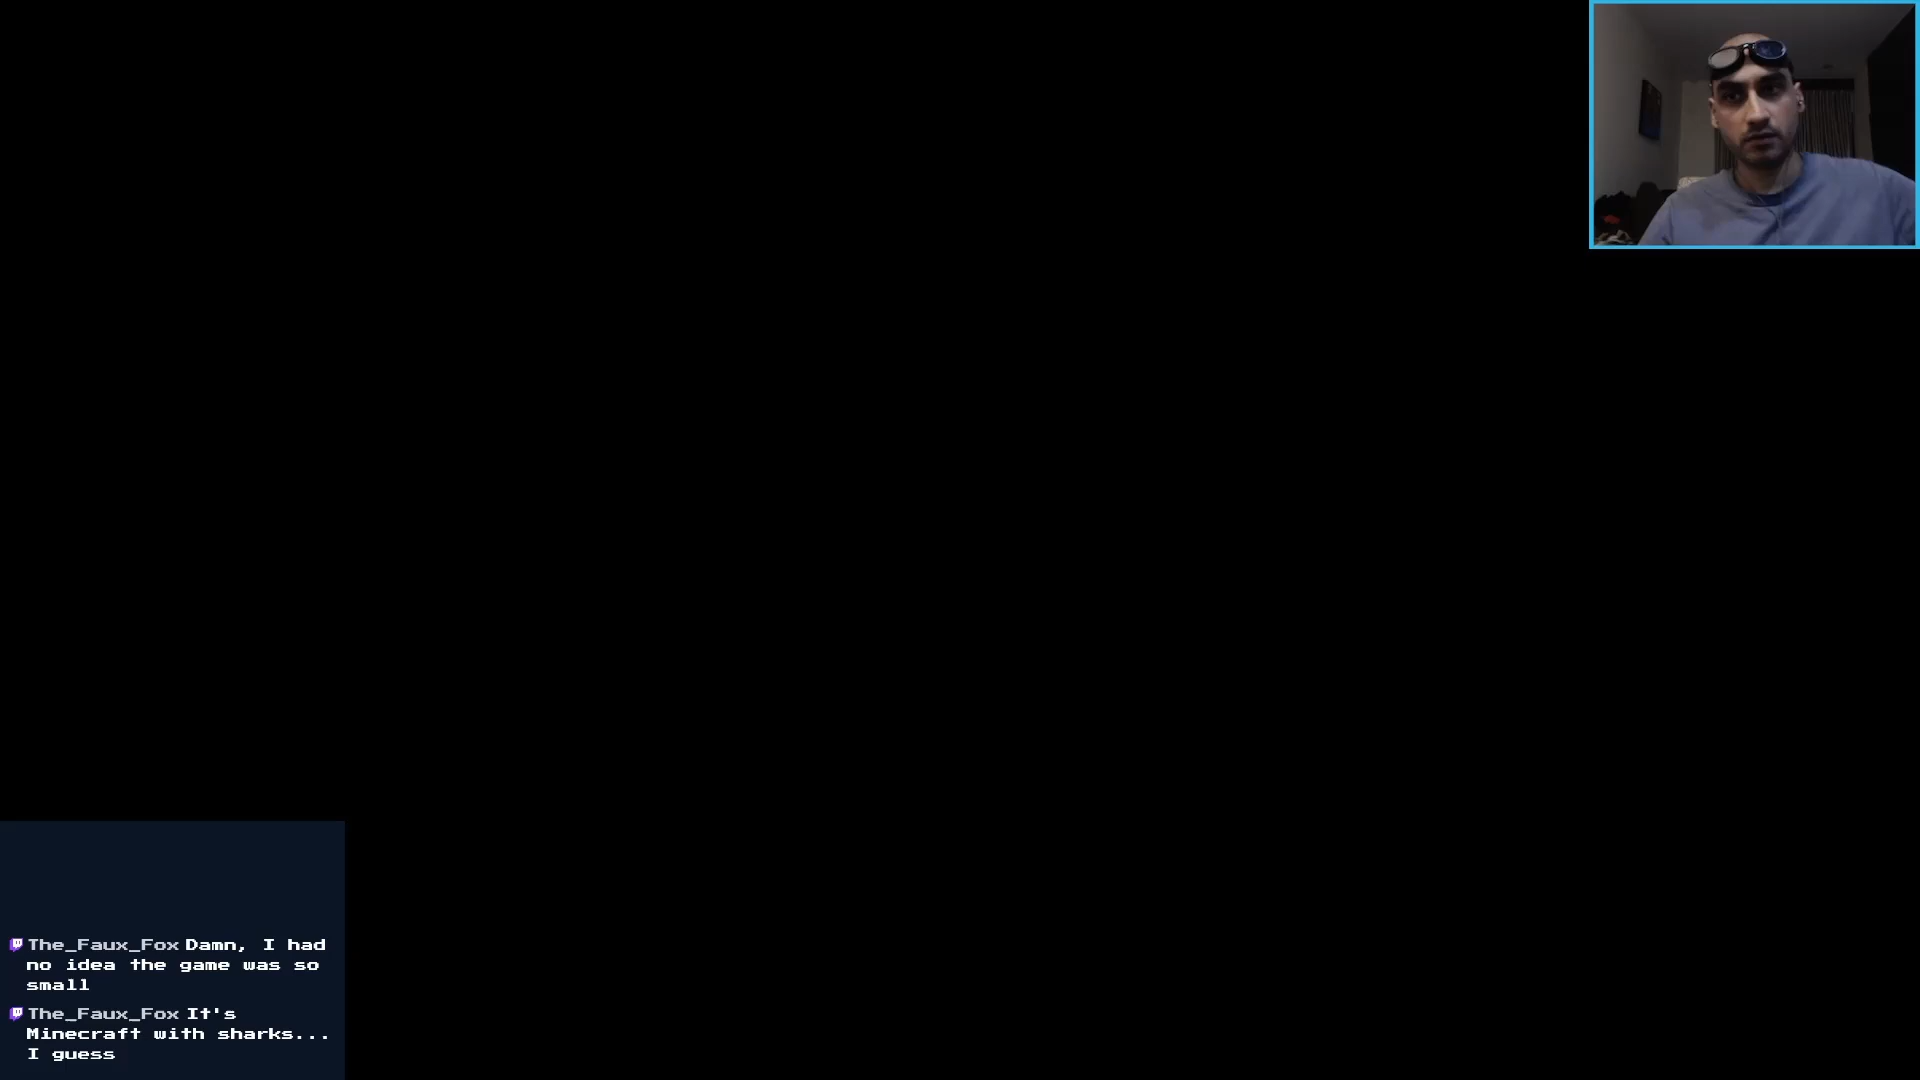 The_Faux_Fox Damn, I had
no idea the game was so
small
The_Faux_Fox It's
Minecraft with sharks...
I guess